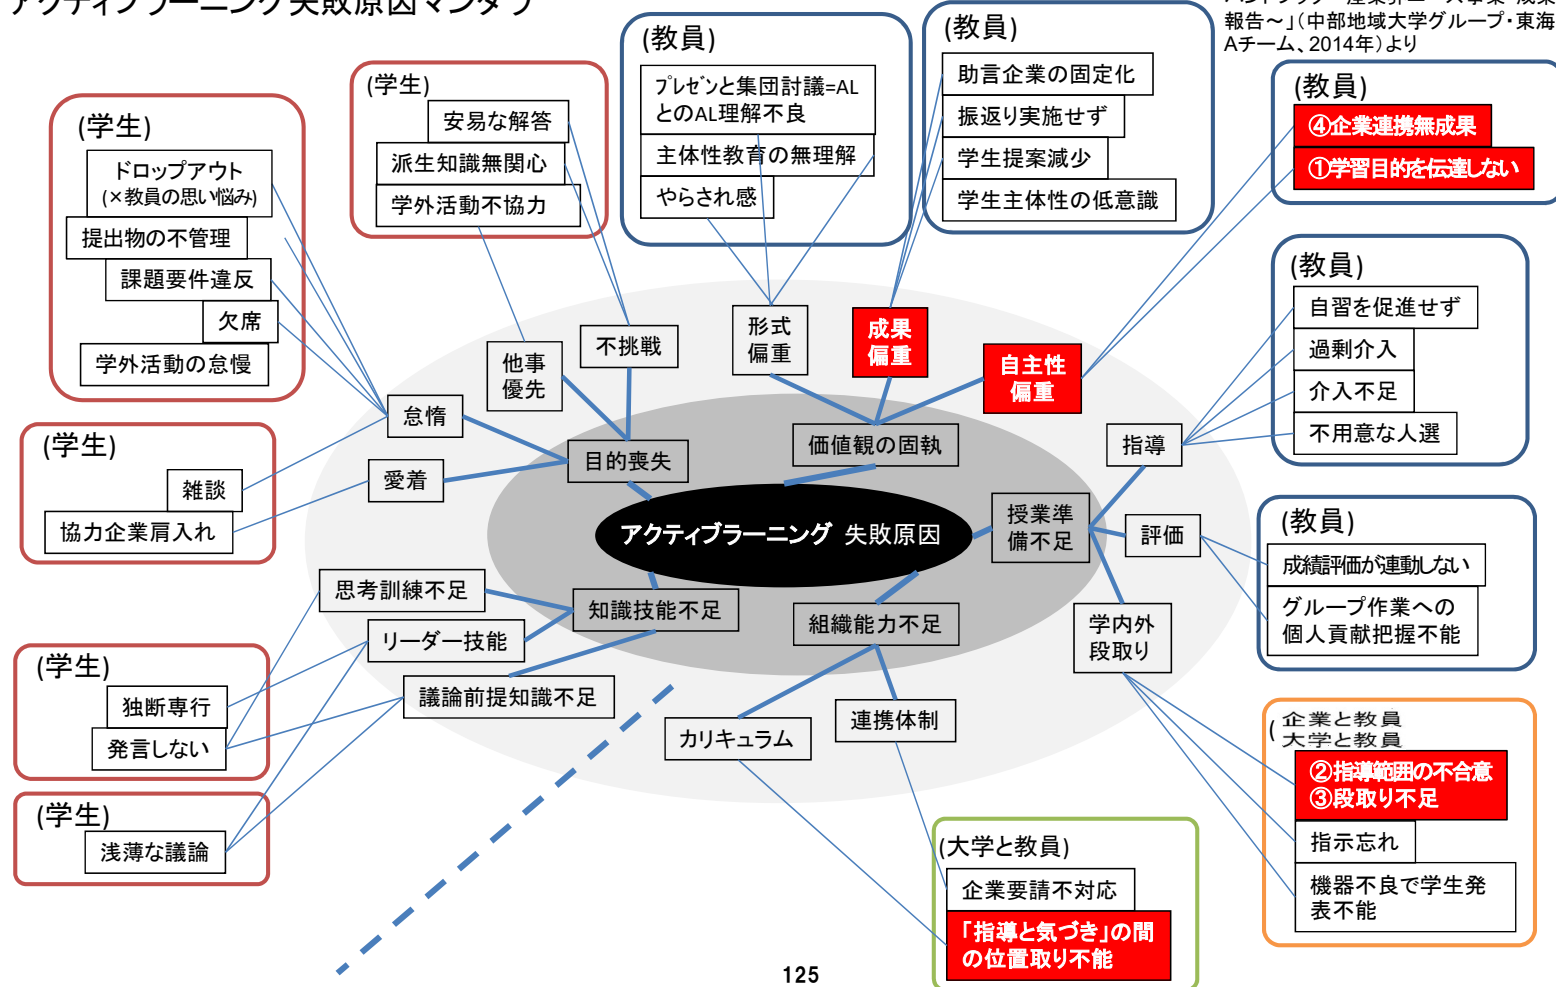 アクティブラーニング失敗原因マンダラ
報告～」（中部地域大学グループ・東海
Aチーム、2014年）より
(学生)
ドロップアウト
(×教員の思い悩み)
提出物の不管理
課題要件違反
欠席
学外活動の怠慢
(学生)
安易な解答
派生知識無関心
学外活動不協力
(教員)
プレゼンと集団討議=AL
とのAL理解不良
主体性教育の無理解
やらされ感
(教員)
助言企業の固定化
振返り実施せず
学生提案減少
学生主体性の低意識
(教員)
④企業連携無成果
①学習目的を伝達しない
(教員)
自習を促進せず
過剰介入
介入不足
不用意な人選
(学生)
雑談
協力企業肩入れ
怠惰
愛着
他事
優先
不挑戦
目的喪失
形式
偏重
成果
偏重
自主性
偏重
価値観の固執
指導
評価
学内外
段取り
授業準
備不足
アクティブラーニング 失敗原因
(教員)
成績評価が連動しない
グループ作業への
個人貢献把握不能
思考訓練不足
リーダー技能
議論前提知識不足
知識技能不足
組織能力不足
カリキュラム
連携体制
(学生)
独断専行
発言しない
(学生)
浅薄な議論
(企業と教員
大学と教員
②指導範囲の不合意
③段取り不足
指示忘れ
機器不良で学生発
表不能
(大学と教員)
企業要請不対応
「指導と気づき」の間
の位置取り不能
125